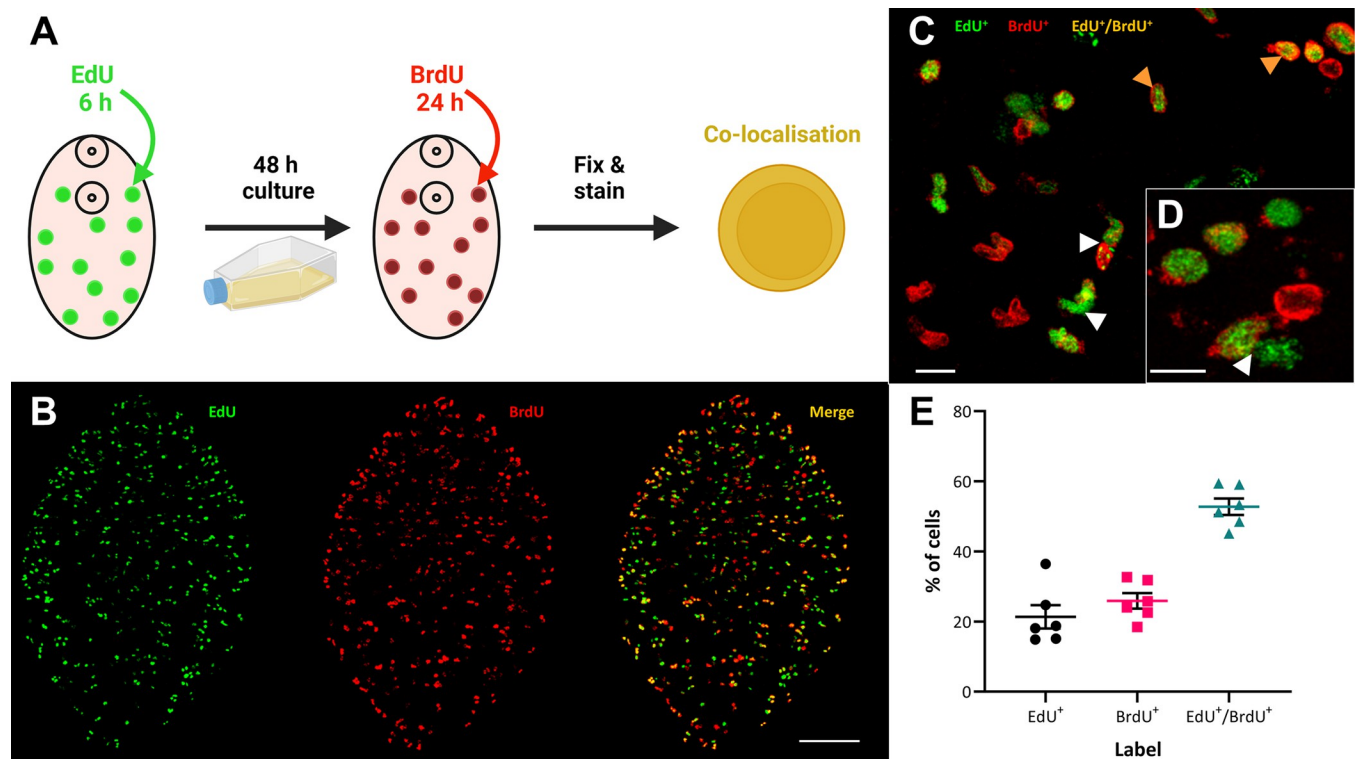 A
EdU
6 h
48 h
culture
BrdU
24 h
Fix &
stain
Co-localisation
B
EdU
BrdU
Merge
C
EdU⁺
BrdU⁺
EdU⁺/BrdU⁺
D
E
80
60
40
20
0
% of cells
EdU⁺
BrdU⁺
EdU⁺/BrdU⁺
Label